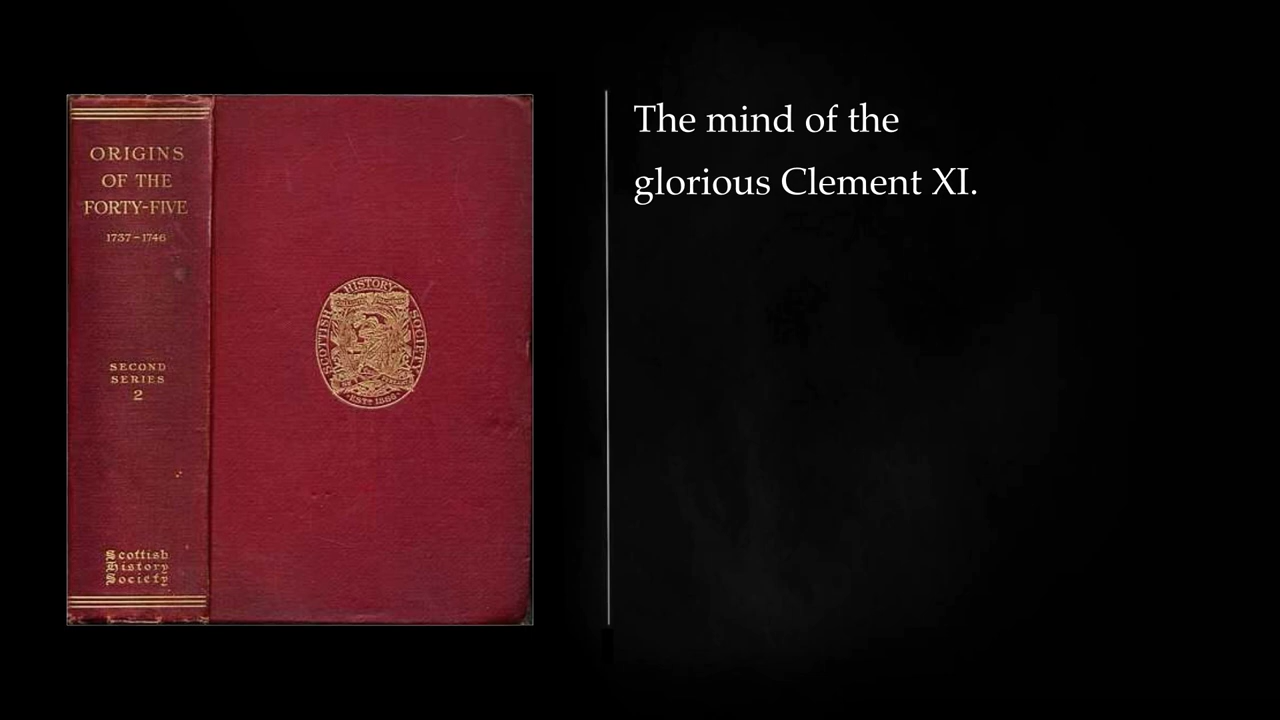 ORIGINS
OF THE
FORTY-FIVE
1737-1746
SECOND
SERIES
2
Scottish
History
Society
SCOTTISH HISTORY SOCIETY
·ESTD 1886·
The mind of the
glorious Clement XI.